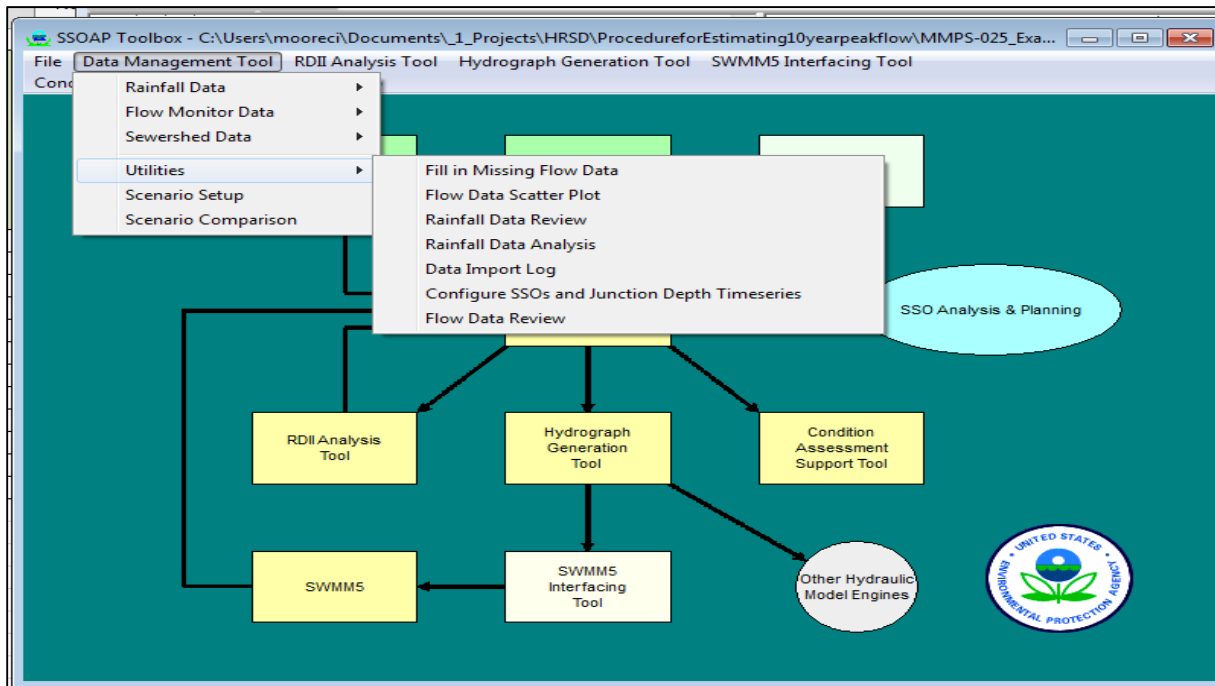 SSOAP Toolbox - C:\Users\mooreci\Documents\_1_Projects\HRSD\ProcedureforEstimating10yearpeakflow\MMPS-025_Exa...
File Data Management Tool RDII Analysis Tool Hydrograph Generation Tool SWMM5 Interfacing Tool
Rainfall Data
Flow Monitor Data
Sewershed Data
Utilities
Scenario Setup
Scenario Comparison
Fill in Missing Flow Data
Flow Data Scatter Plot
Rainfall Data Review
Rainfall Data Analysis
Data Import Log
Configure SSOs and Junction Depth Timeseries
Flow Data Review
SSO Analysis & Planning
RDII Analysis
Tool
Hydrograph
Generation
Tool
Condition
Assessment
Support Tool
SWMM5
SWMM5
Interfacing
Tool
Other Hydraulic
Model Engines
UNITED STATES
ENVIRONMENTAL PROTECTION AGENCY